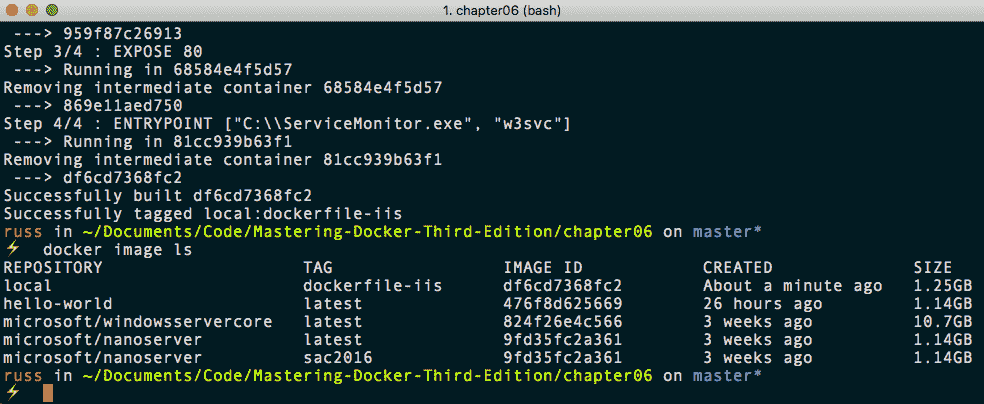 1. chapter06 (bash)
---> 959f87c26913
Step 3/4 : EXPOSE 80
---> Running in 68584e4f5d57
Removing intermediate container 68584e4f5d57
---> 869e11aed750
Step 4/4 : ENTRYPOINT ["C:\\ServiceMonitor.exe", "w3svc"]
---> Running in 81cc939b63f1
Removing intermediate container 81cc939b63f1
---> df6cd7368fc2
Successfully built df6cd7368fc2
Successfully tagged local:dockerfile-iis
russ in ~/Documents/Code/Mastering-Docker-Third-Edition/chapter06 on master*
⚡ docker image ls
REPOSITORY TAG IMAGE ID CREATED SIZE
local dockerfile-iis df6cd7368fc2 About a minute ago 1.25GB
hello-world latest 476f8d625669 26 hours ago 1.14GB
microsoft/windowsservercore latest 824f26e4c566 3 weeks ago 10.7GB
microsoft/nanoserver latest 9fd35fc2a361 3 weeks ago 1.14GB
microsoft/nanoserver sac2016 9fd35fc2a361 3 weeks ago 1.14GB
russ in ~/Documents/Code/Mastering-Docker-Third-Edition/chapter06 on master*
⚡